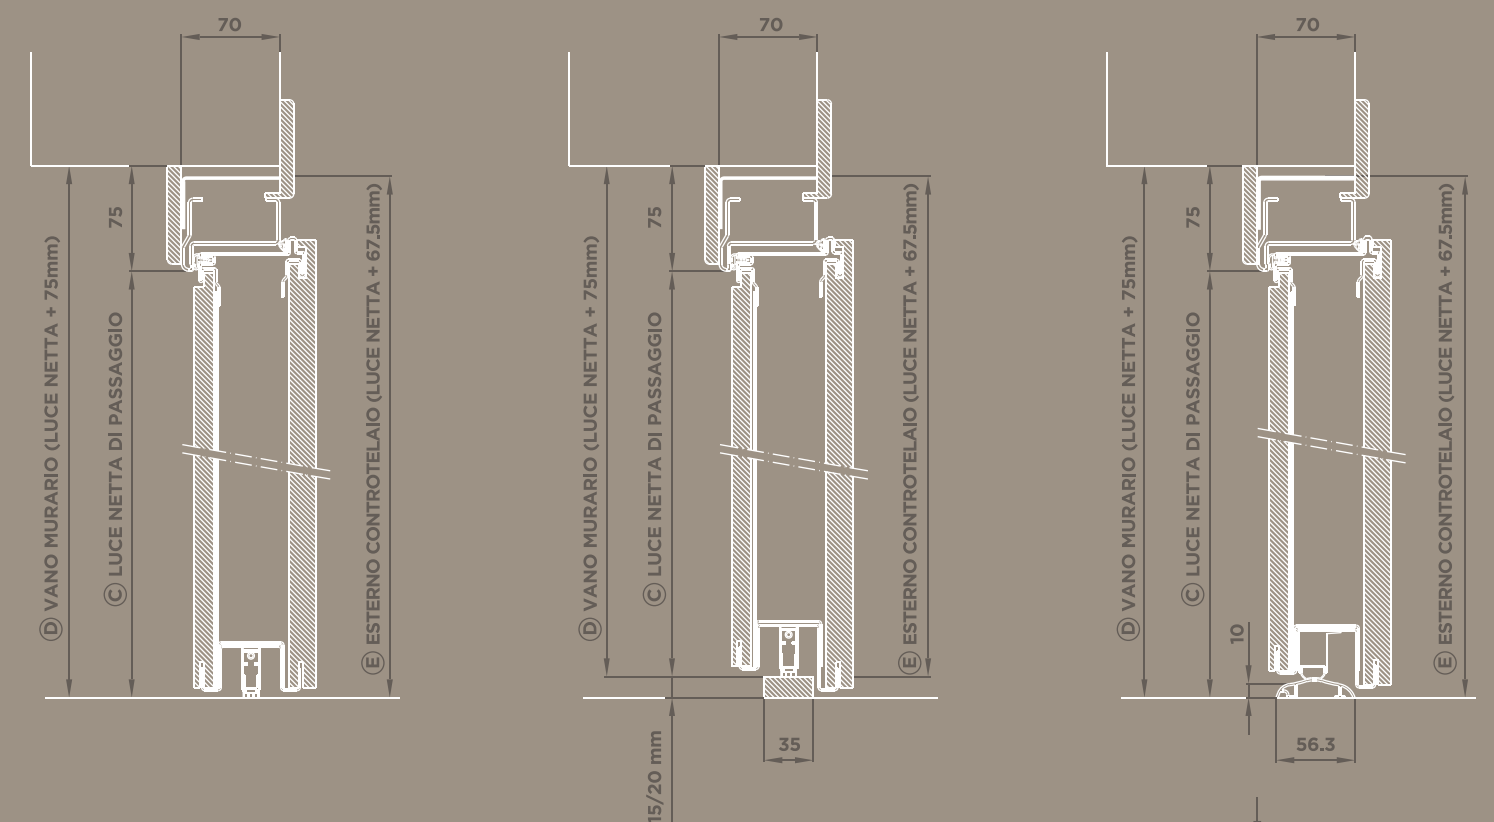 70
75
D VANO MURARIO (LUCE NETTA + 75mm)
C LUCE NETTA DI PASSAGGIO
E ESTERNO CONTROTELAIO (LUCE NETTA + 67.5mm)
70
75
D VANO MURARIO (LUCE NETTA + 75mm)
C LUCE NETTA DI PASSAGGIO
E ESTERNO CONTROTELAIO (LUCE NETTA + 67.5mm)
35
15/20 mm
70
75
D VANO MURARIO (LUCE NETTA + 75mm)
C LUCE NETTA DI PASSAGGIO
E ESTERNO CONTROTELAIO (LUCE NETTA + 67.5mm)
10
56.3